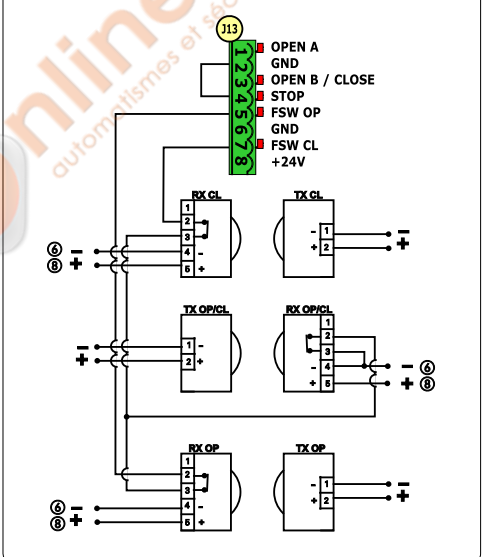 nline
automatismes et séc
J13
1 OPEN A
2 GND
3 OPEN B / CLOSE
4 STOP
5 FSW OP
6 GND
7 FSW CL
8 +24V
RX CL
1
2
3
4 -
5 +
6 -
8 +
TX CL
- 1 -
+ 2 +
TX OP/CL
- 1 -
+ 2 +
RX OP/CL
1
2
3
- 4 - 6
+ 5 + 8
RX OP
1
2
3
4 -
5 +
6 -
8 +
TX OP
- 1 -
+ 2 +